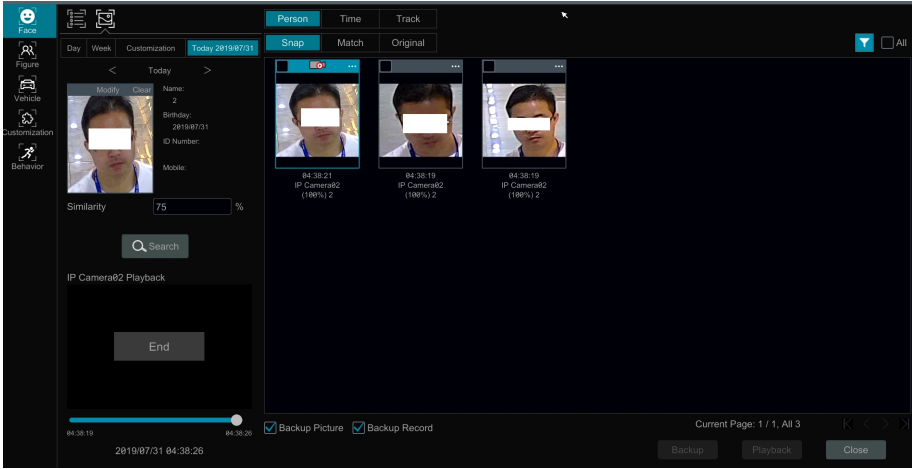 Face
Figure
Vehicle
Customization
Behavior
Day Week Customization Today 2019/07/31
< Today >
Modify Clear
Name:
2
Birthday:
2019/07/31
ID Number:
Mobile:
Similarity 75 %
Search
IP Camera02 Playback
End
04:38:19 04:38:26
2019/07/31 04:38:26
Person Time Track
Snap Match Original
All
04:38:21
IP Camera02
(100%) 2
04:38:19
IP Camera02
(100%) 2
04:38:19
IP Camera02
(100%) 2
Backup Picture Backup Record
Current Page: 1 / 1, All 3
Backup Playback Close